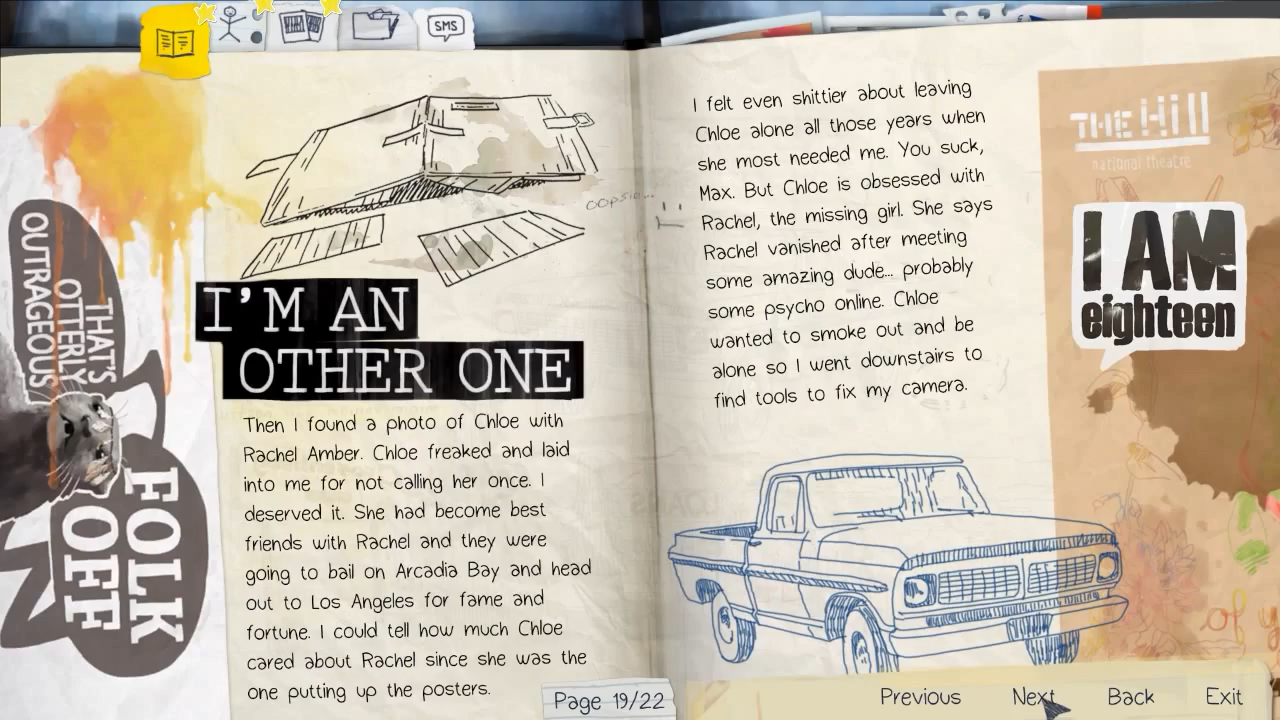 SMS
THAT'S
OTTERLY
OUTRAGEOUS
FOLK
OFF
oopsie...
I'M AN
OTHER ONE
Then I found a photo of Chloe with
Rachel Amber. Chloe freaked and laid
into me for not calling her once. I
deserved it. She had become best
friends with Rachel and they were
going to bail on Arcadia Bay and head
out to Los Angeles for fame and
fortune. I could tell how much Chloe
cared about Rachel since she was the
one putting up the posters.
I felt even shittier about leaving
Chloe alone all those years when
she most needed me. You suck,
Max. But Chloe is obsessed with
Rachel, the missing girl. She says
Rachel vanished after meeting
some amazing dude... probably
some psycho online. Chloe
wanted to smoke out and be
alone so I went downstairs to
find tools to fix my camera.
THE Hill
national theatre
I AM
eighteen
of y
Page 19/22
Previous Next Back Exit